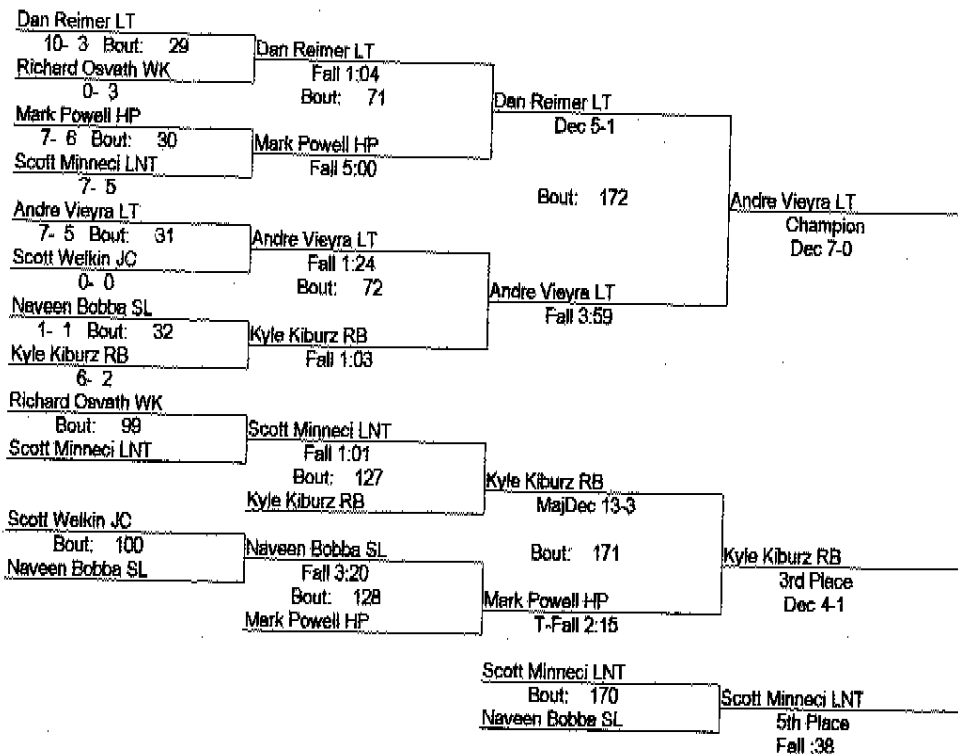 Dan Reimer LT
10- 3 Bout: 29
Richard Osvath WK
0- 3
Dan Reimer LT
Fall 1:04
Bout: 71
Mark Powell HP
7- 6 Bout: 30
Scott Minneci LNT
7- 5
Mark Powell HP
Fall 5:00
Dan Reimer LT
Dec 5-1
Andre Vieyra LT
7- 5 Bout: 31
Scott Welkin JC
0- 0
Andre Vieyra LT
Fall 1:24
Bout: 72
Naveen Bobba SL
1- 1 Bout: 32
Kyle Kiburz RB
6- 2
Kyle Kiburz RB
Fall 1:03
Andre Vieyra LT
Fall 3:59
Bout: 172
Andre Vieyra LT
Champion
Dec 7-0
Richard Osvath WK
Bout: 99
Scott Minneci LNT
Scott Minneci LNT
Fall 1:01
Bout: 127
Kyle Kiburz RB
Kyle Kiburz RB
MajDec 13-3
Scott Welkin JC
Bout: 100
Naveen Bobba SL
Naveen Bobba SL
Fall 3:20
Bout: 128
Mark Powell HP
Mark Powell HP
T-Fall 2:15
Bout: 171
Kyle Kiburz RB
3rd Place
Dec 4-1
Scott Minneci LNT
Bout: 170
Naveen Bobba SL
Scott Minneci LNT
5th Place
Fall :38